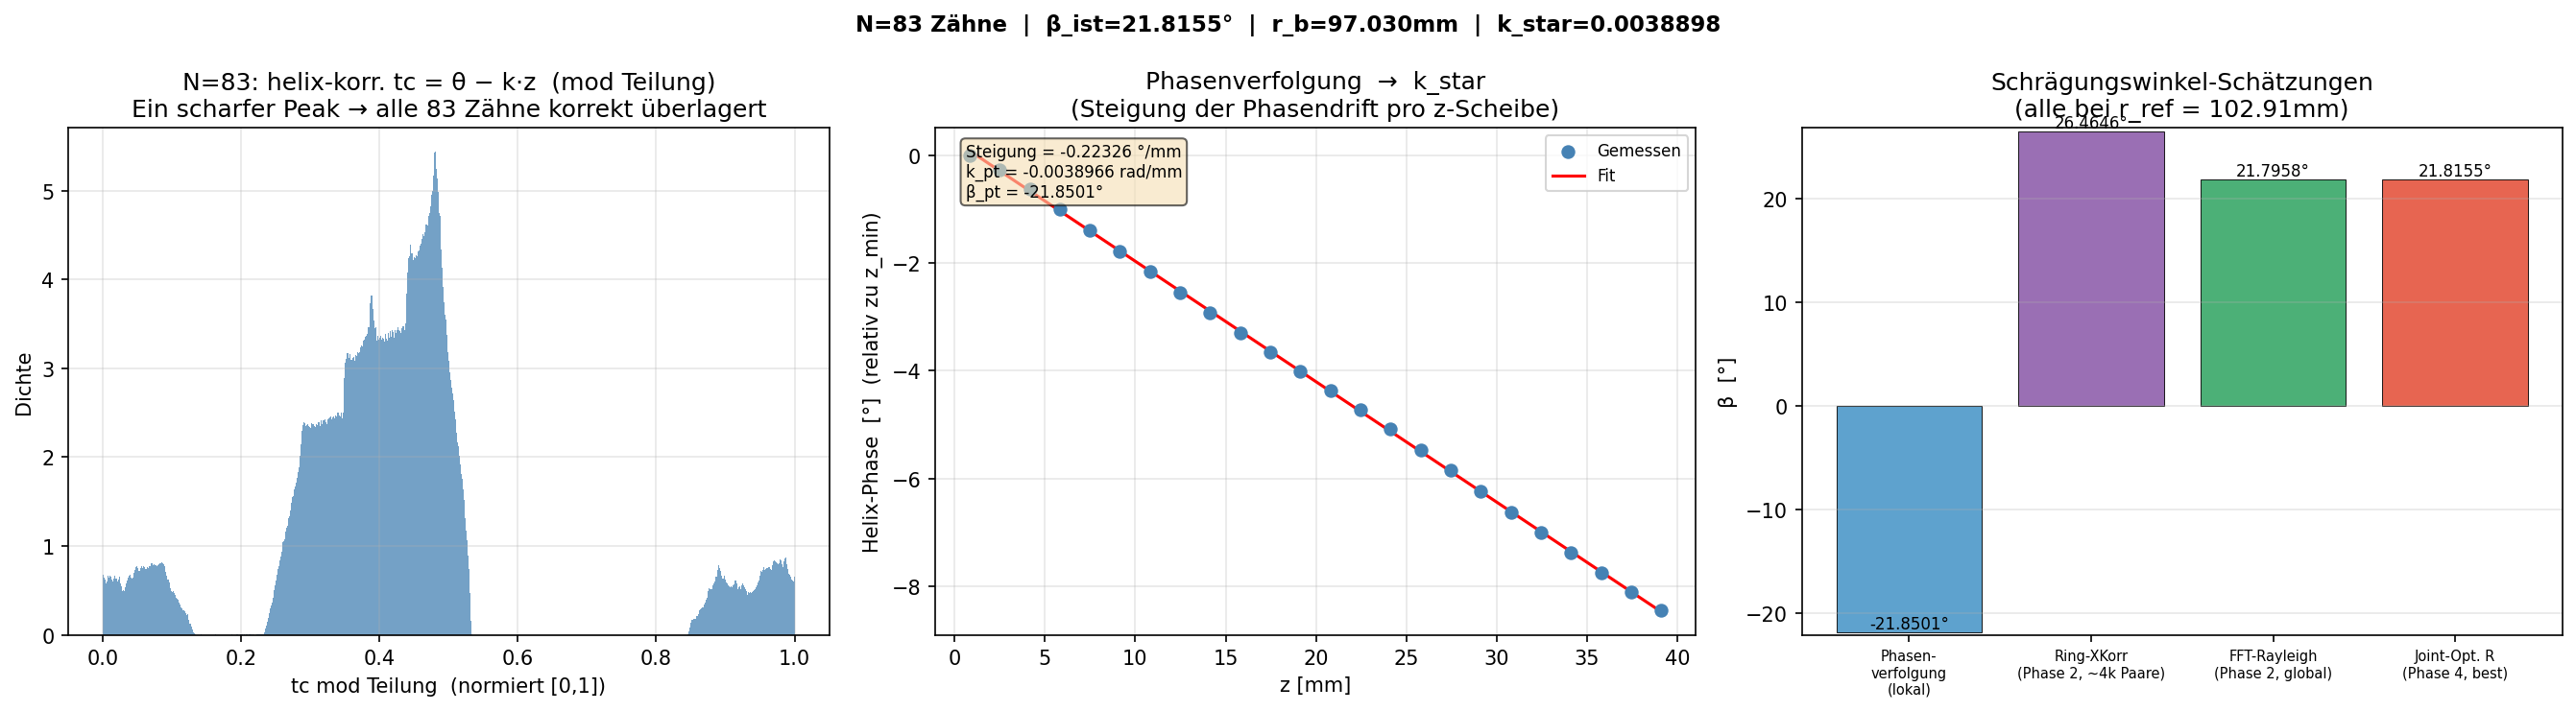 N=83 Zähne | β_ist=21.8155° | r_b=97.030mm | k_star=0.0038898
N=83: helix-korr. tc = θ − k·z (mod Teilung)
Ein scharfer Peak → alle 83 Zähne korrekt überlagert
Dichte
5
4
3
2
1
0
0.0 0.2 0.4 0.6 0.8 1.0
tc mod Teilung (normiert [0,1])
Phasenverfolgung → k_star
(Steigung der Phasendrift pro z-Scheibe)
Helix-Phase [°] (relativ zu z_min)
Steigung = -0.22326 °/mm
k_pt = -0.0038966 rad/mm
β_pt = -21.8501°
Gemessen
Fit
0
−2
−4
−6
−8
0 5 10 15 20 25 30 35 40
z [mm]
Schrägungswinkel-Schätzungen
(alle bei r_ref = 102.91mm)
β [°]
20
10
0
−10
−20
-21.8501°
26.4646°
21.7958°
21.8155°
Phasen-
verfolgung
(lokal)
Ring-XKorr
(Phase 2, ~4k Paare)
FFT-Rayleigh
(Phase 2, global)
Joint-Opt. R
(Phase 4, best)